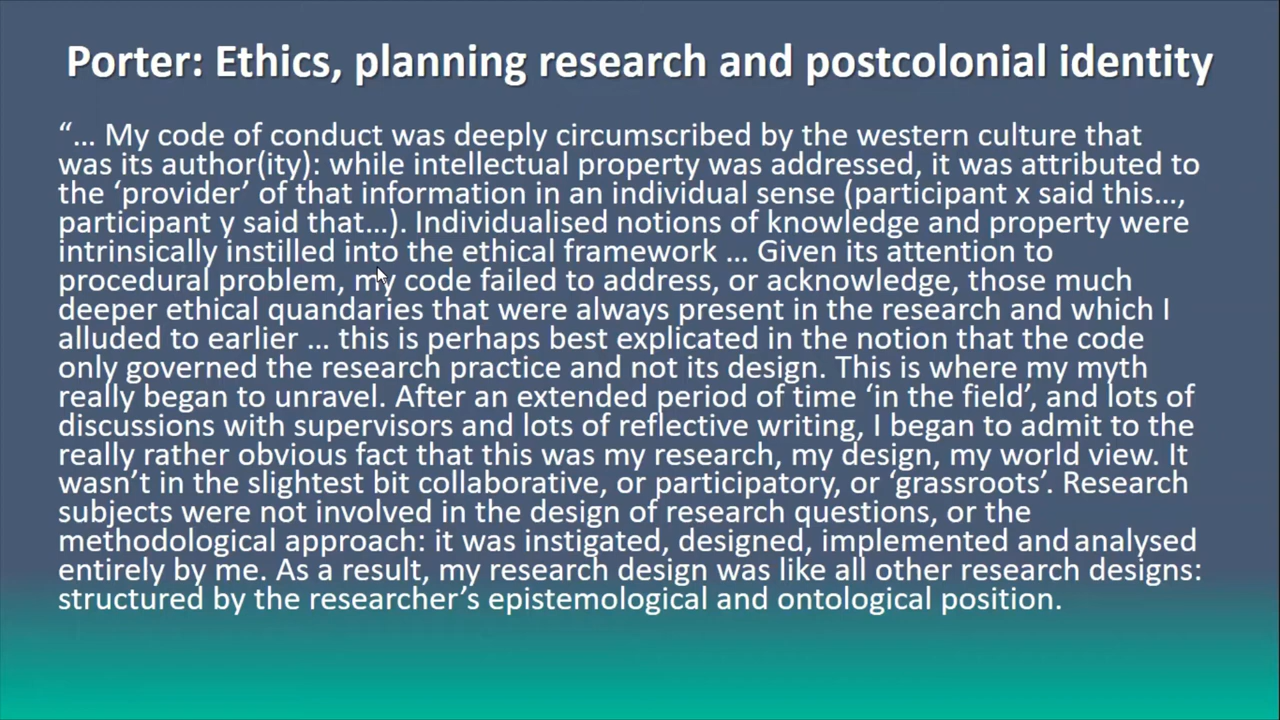 Porter: Ethics, planning research and postcolonial identity
“... My code of conduct was deeply circumscribed by the western culture that
was its author(ity): while intellectual property was addressed, it was attributed to
the ‘provider’ of that information in an individual sense (participant x said this...,
participant y said that...). Individualised notions of knowledge and property were
intrinsically instilled into the ethical framework ... Given its attention to
procedural problem, my code failed to address, or acknowledge, those much
deeper ethical quandaries that were always present in the research and which I
alluded to earlier ... this is perhaps best explicated in the notion that the code
only governed the research practice and not its design. This is where my myth
really began to unravel. After an extended period of time ‘in the field’, and lots of
discussions with supervisors and lots of reflective writing, I began to admit to the
really rather obvious fact that this was my research, my design, my world view. It
wasn’t in the slightest bit collaborative, or participatory, or ‘grassroots’. Research
subjects were not involved in the design of research questions, or the
methodological approach: it was instigated, designed, implemented and analysed
entirely by me. As a result, my research design was like all other research designs:
structured by the researcher’s epistemological and ontological position.